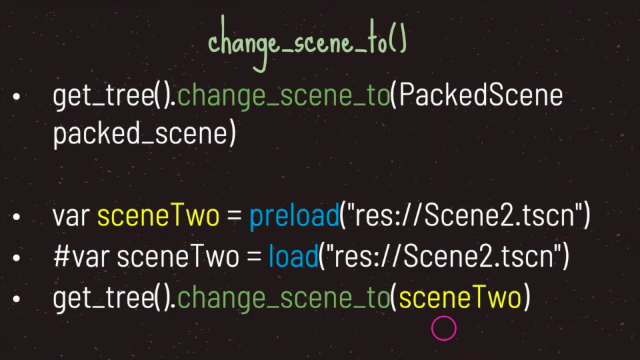 change_scene_to()
• get_tree().change_scene_to(PackedScene
packed_scene)
• var sceneTwo = preload("res://Scene2.tscn")
• #var sceneTwo = load("res://Scene2.tscn")
• get_tree().change_scene_to(sceneTwo)